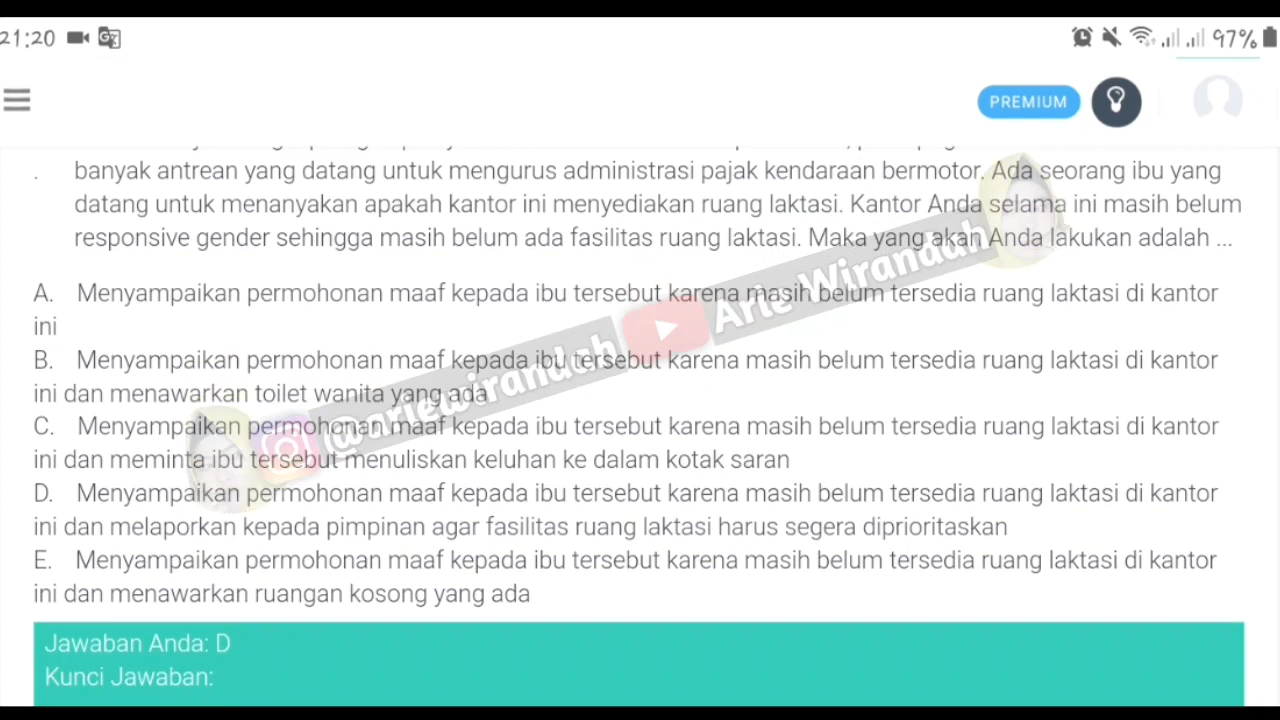 21:20
97%
PREMIUM
banyak antrean yang datang untuk mengurus administrasi pajak kendaraan bermotor. Ada seorang ibu yang
datang untuk menanyakan apakah kantor ini menyediakan ruang laktasi. Kantor Anda selama ini masih belum
responsive gender sehingga masih belum ada fasilitas ruang laktasi. Maka yang akan Anda lakukan adalah ...
A. Menyampaikan permohonan maaf kepada ibu tersebut karena masih belum tersedia ruang laktasi di kantor
ini
B. Menyampaikan permohonan maaf kepada ibu tersebut karena masih belum tersedia ruang laktasi di kantor
ini dan menawarkan toilet wanita yang ada
C. Menyampaikan permohonan maaf kepada ibu tersebut karena masih belum tersedia ruang laktasi di kantor
ini dan meminta ibu tersebut menuliskan keluhan ke dalam kotak saran
D. Menyampaikan permohonan maaf kepada ibu tersebut karena masih belum tersedia ruang laktasi di kantor
ini dan melaporkan kepada pimpinan agar fasilitas ruang laktasi harus segera diprioritaskan
E. Menyampaikan permohonan maaf kepada ibu tersebut karena masih belum tersedia ruang laktasi di kantor
ini dan menawarkan ruangan kosong yang ada
@ariewirandah Arie Wirandah
Jawaban Anda: D
Kunci Jawaban: